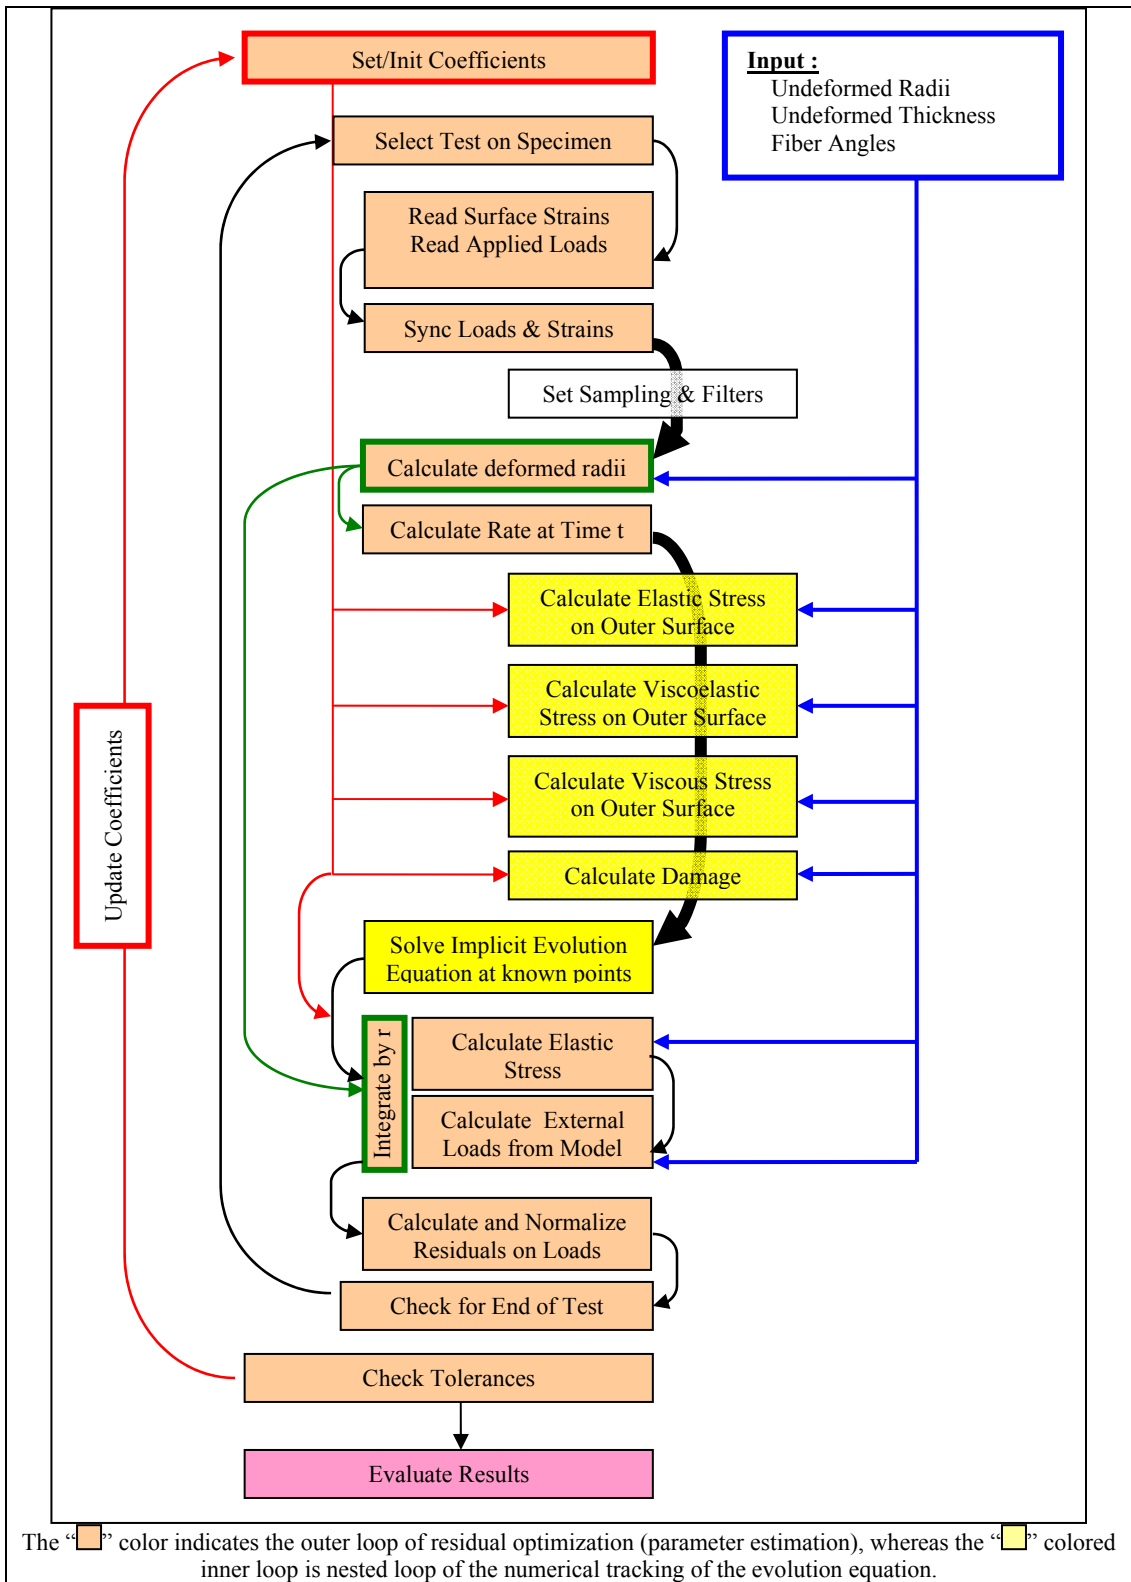 Set/Init Coefficients
Input :
Undeformed Radii
Undeformed Thickness
Fiber Angles
Select Test on Specimen
Read Surface Strains
Read Applied Loads
Sync Loads & Strains
Set Sampling & Filters
Calculate deformed radii
Calculate Rate at Time t
Calculate Elastic Stress
on Outer Surface
Calculate Viscoelastic
Stress on Outer Surface
Update Coefficients
Calculate Viscous Stress
on Outer Surface
Calculate Damage
Solve Implicit Evolution
Equation at known points
Integrate by r
Calculate Elastic
Stress
Calculate External
Loads from Model
Calculate and Normalize
Residuals on Loads
Check for End of Test
Check Tolerances
Evaluate Results
The “ ” color indicates the outer loop of residual optimization (parameter estimation), whereas the “ ” colored
inner loop is nested loop of the numerical tracking of the evolution equation.